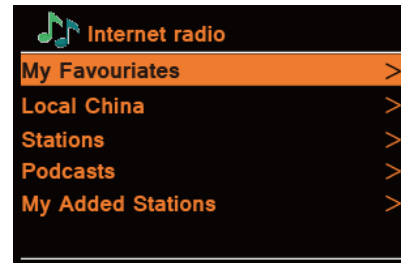 Internet radio
My Favouriates >
Local China >
Stations >
Podcasts >
My Added Stations >